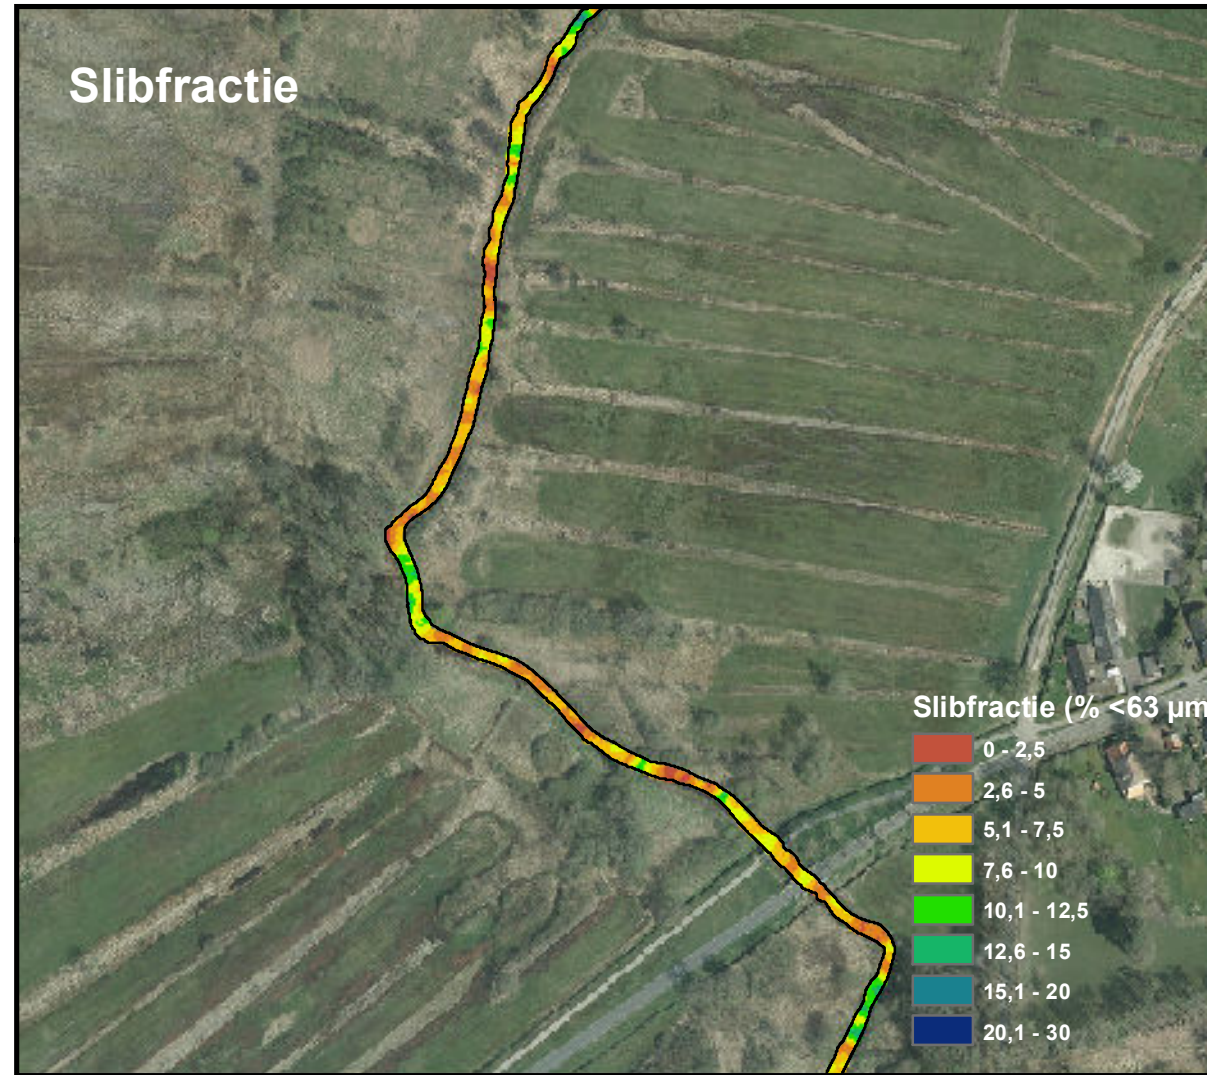 Slibfractie
Slibfractie (% <63 µm
0 - 2,5
2,6 - 5
5,1 - 7,5
7,6 - 10
10,1 - 12,5
12,6 - 15
15,1 - 20
20,1 - 30